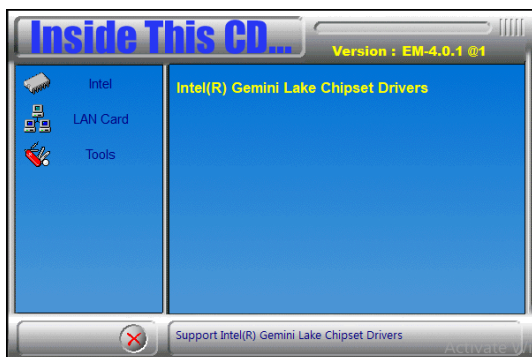 Inside This CD...
Version : EM-4.0.1 @1
Intel
LAN Card
Tools
Intel(R) Gemini Lake Chipset Drivers
Support Intel(R) Gemini Lake Chipset Drivers
Activate